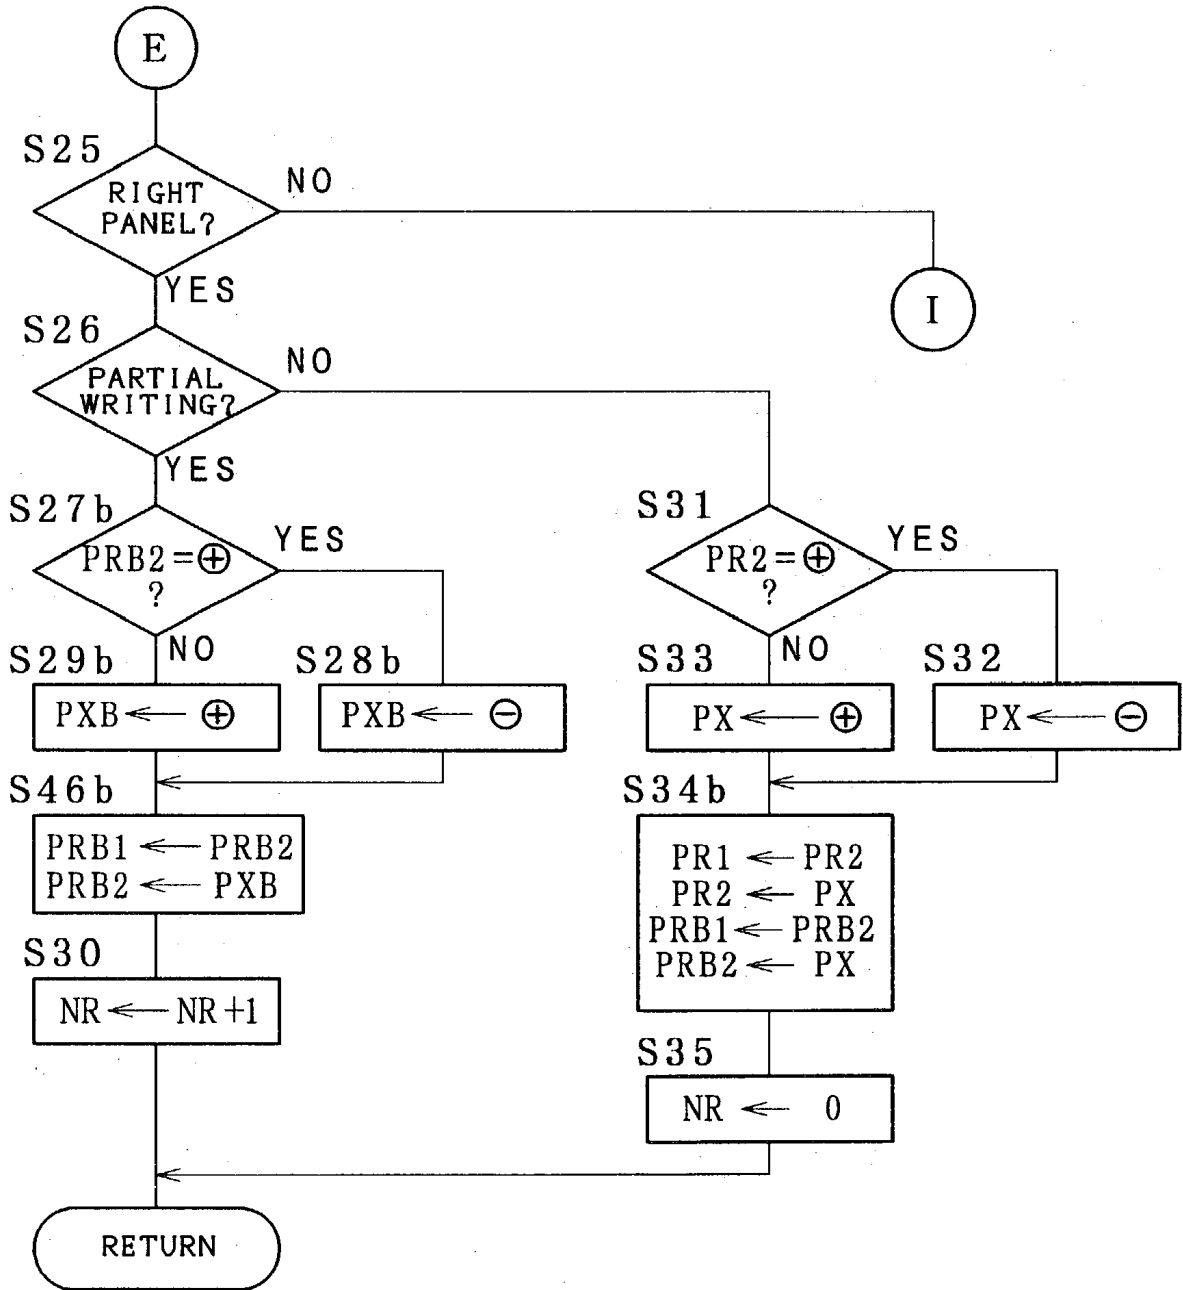 E
S25
RIGHT
PANEL?
NO
YES
I
S26
PARTIAL
WRITING?
NO
YES
S27b
PRB2=⊕
?
YES
NO
S31
PR2=⊕
?
YES
NO
S29b
PXB← ⊕
S28b
PXB← ⊖
S33
PX← ⊕
S32
PX← ⊖
S46b
PRB1 ← PRB2
PRB2 ← PXB
S34b
PR1 ← PR2
PR2 ← PX
PRB1 ← PRB2
PRB2 ← PX
S30
NR ← NR+1
S35
NR ← 0
RETURN